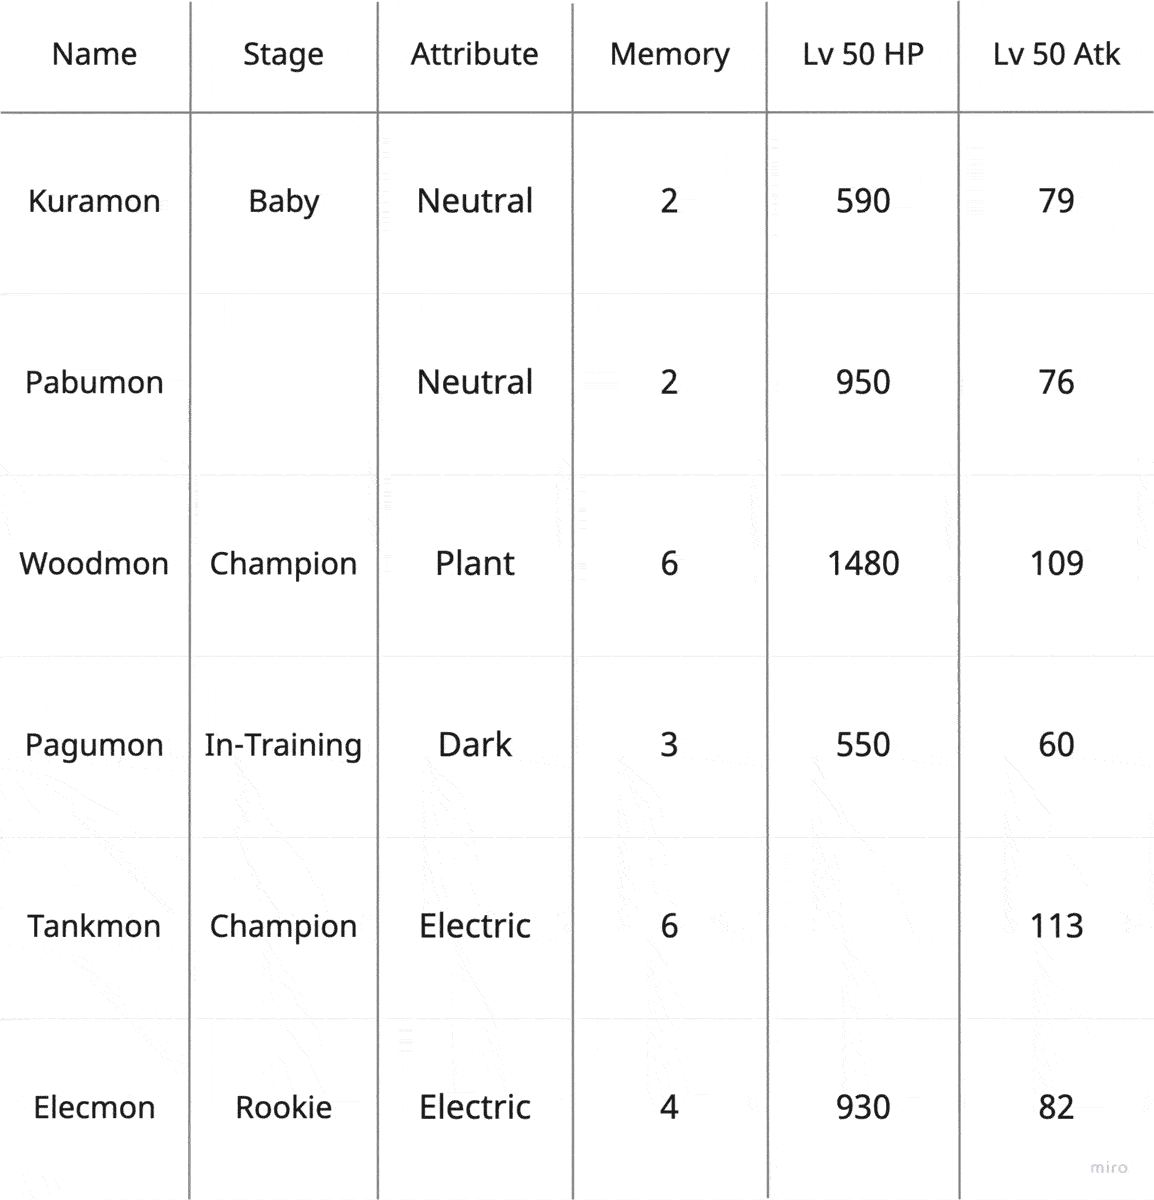 Name Stage Attribute Memory Lv 50 HP Lv 50 Atk
Kuramon Baby Neutral 2 590 79
Pabumon Neutral 2 950 76
Woodmon Champion Plant 6 1480 109
Pagumon In-Training Dark 3 550 60
Tankmon Champion Electric 6 113
Elecmon Rookie Electric 4 930 82
miro